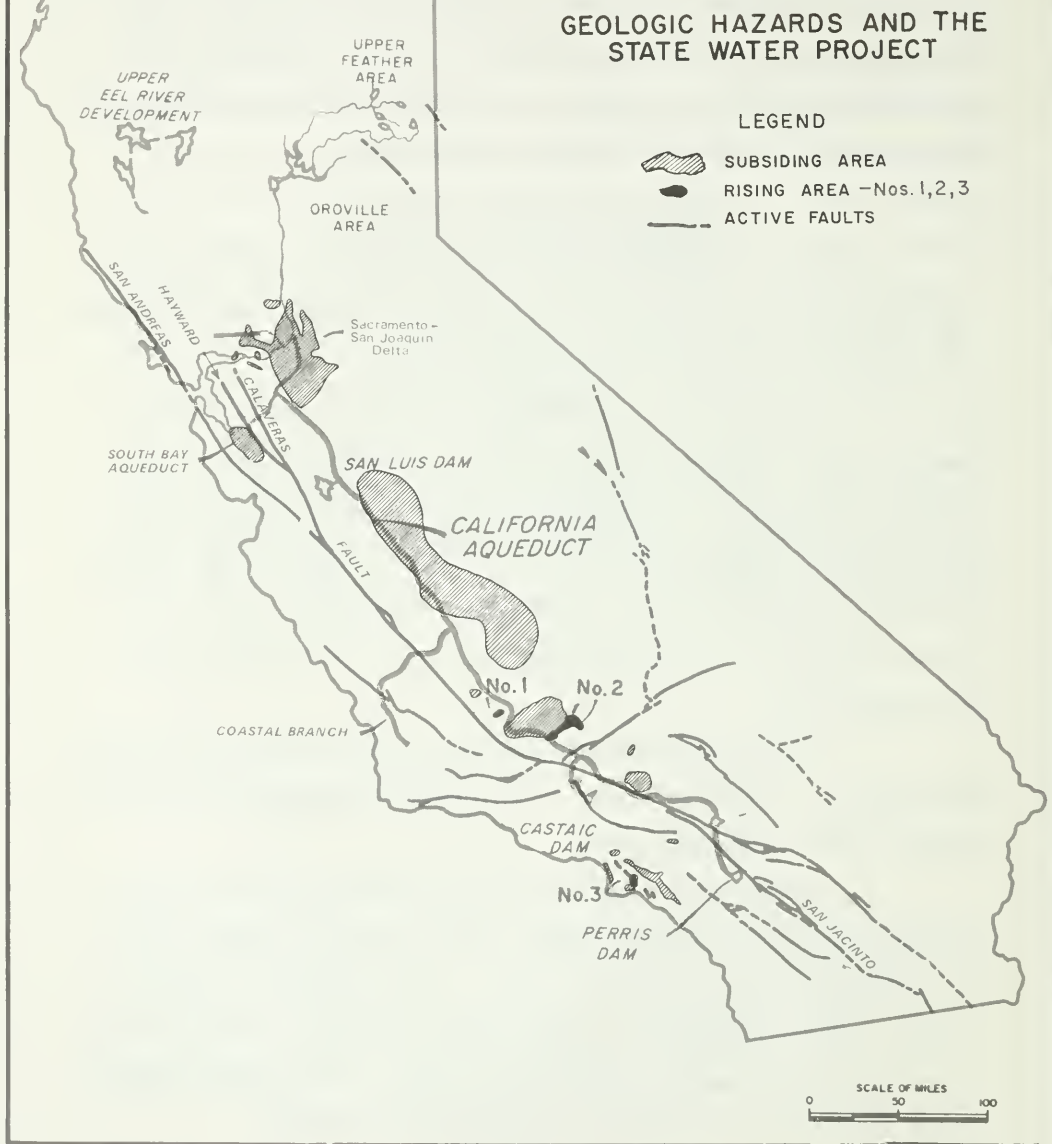 GEOLOGIC HAZARDS AND THE
STATE WATER PROJECT
LEGEND
SUBSIDING AREA
RISING AREA – Nos. 1, 2, 3
ACTIVE FAULTS
UPPER
FEATHER
AREA
UPPER
EEL RIVER
DEVELOPMENT
OROVILLE
AREA
SAN ANDREAS
HAYWARD
Sacramento –
San Joaquin
Delta
CALAVERAS
SOUTH BAY
AQUEDUCT
SAN LUIS DAM
CALIFORNIA
AQUEDUCT
FAULT
No. 1
No. 2
COASTAL BRANCH
CASTAIC
DAM
No. 3
PERRIS
DAM
SAN JACINTO
SCALE OF MILES
0 50 100